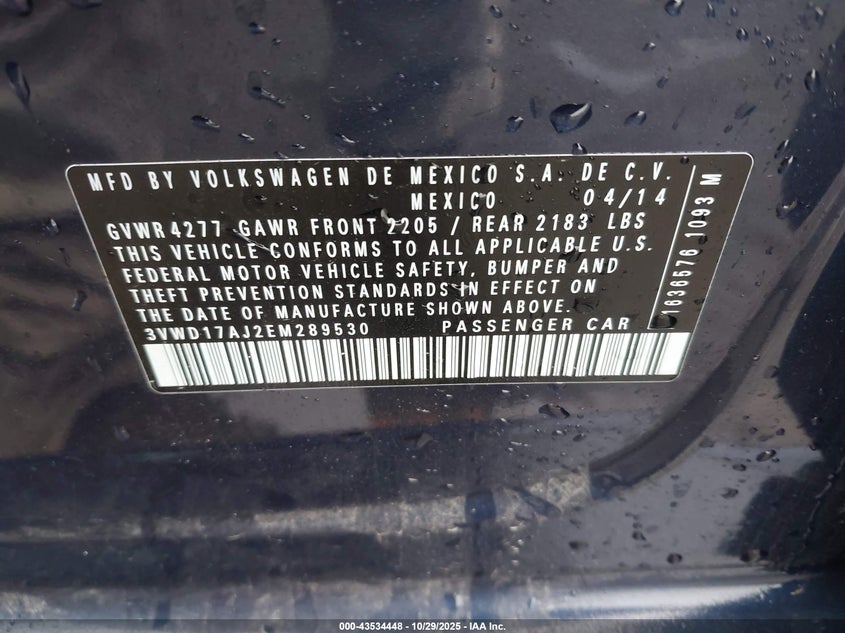 MFD BY VOLKSWAGEN DE MEXICO S.A. DE C.V.
MEXICO 04/14
GVWR 4277 GAWR FRONT 2205 / REAR 2183 LBS
THIS VEHICLE CONFORMS TO ALL APPLICABLE U.S.
FEDERAL MOTOR VEHICLE SAFETY, BUMPER AND
THEFT PREVENTION STANDARDS IN EFFECT ON
THE DATE OF MANUFACTURE SHOWN ABOVE.
3VWD17AJ2EM289530 PASSENGER CAR
1636576 1093 M
000-43534448 - 10/29/2025 - IAA Inc.